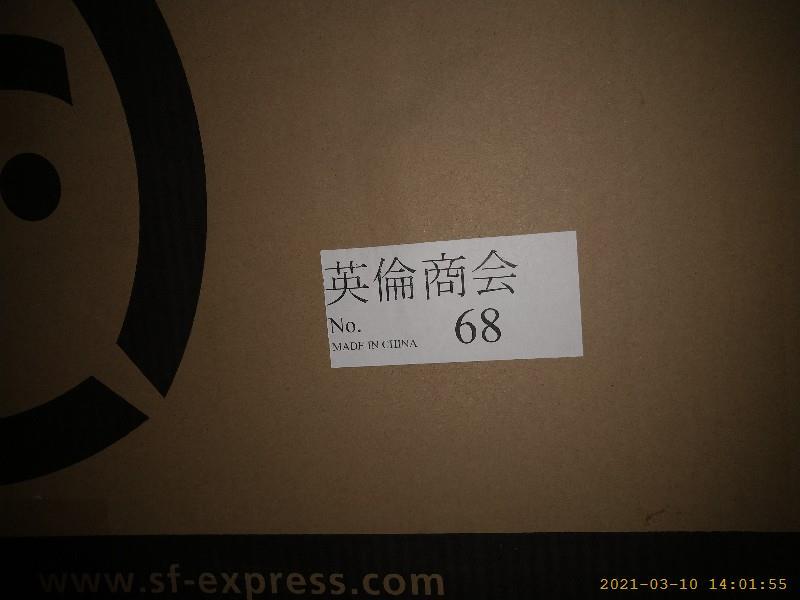 英倫商会
No. 68
MADE IN CHINA
www.sf-express.com
2021-03-10 14:01:55